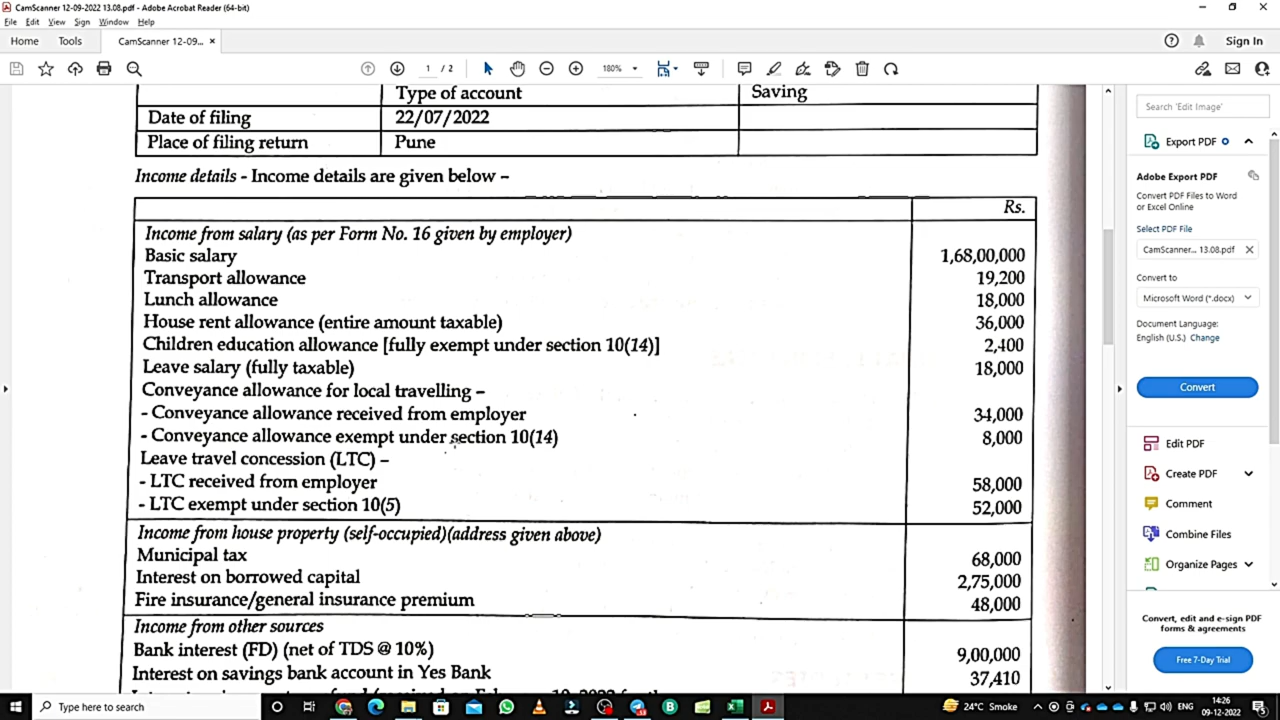 CamScanner 12-09-2022 13.08.pdf - Adobe Acrobat Reader (64-bit)
File Edit View Sign Window Help
Home Tools CamScanner 12-09... × Sign In
1 / 2 180%
Type of account Saving
Date of filing 22/07/2022
Place of filing return Pune
Income details - Income details are given below –
Rs.
Income from salary (as per Form No. 16 given by employer)
Basic salary 1,68,00,000
Transport allowance 19,200
Lunch allowance 18,000
House rent allowance (entire amount taxable) 36,000
Children education allowance [fully exempt under section 10(14)] 2,400
Leave salary (fully taxable) 18,000
Conveyance allowance for local travelling –
- Conveyance allowance received from employer 34,000
- Conveyance allowance exempt under section 10(14) 8,000
Leave travel concession (LTC) –
- LTC received from employer 58,000
- LTC exempt under section 10(5) 52,000
Income from house property (self-occupied)(address given above)
Municipal tax 68,000
Interest on borrowed capital 2,75,000
Fire insurance/general insurance premium 48,000
Income from other sources
Bank interest (FD) (net of TDS @ 10%) 9,00,000
Interest on savings bank account in Yes Bank 37,410
Search 'Edit Image'
Export PDF
Adobe Export PDF
Convert PDF Files to Word
or Excel Online
Select PDF File
CamScanner... 13.08.pdf ×
Convert to
Microsoft Word (*.docx)
Document Language:
English (U.S.) Change
Convert
Edit PDF
Create PDF
Comment
Combine Files
Organize Pages
Convert, edit and e-sign PDF
forms & agreements
Free 7-Day Trial
Type here to search
24°C Smoke
14:26
09-12-2022